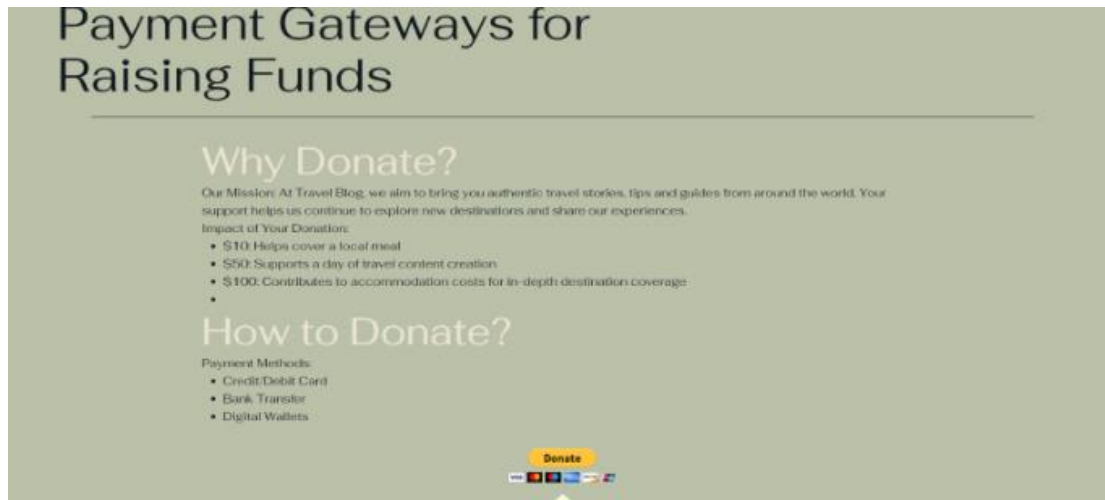 Payment Gateways for
Raising Funds
Why Donate?
Our Mission: At Travel Blog, we aim to bring you authentic travel stories, tips and guides from around the world. Your
support helps us continue to explore new destinations and share our experiences.
Impact of Your Donation:
• $10: Helps cover a local meal
• $50: Supports a day of travel content creation
• $100: Contributes to accommodation costs for in-depth destination coverage
•
How to Donate?
Payment Methods:
• Credit/Debit Card
• Bank Transfer
• Digital Wallets
Donate
VISA